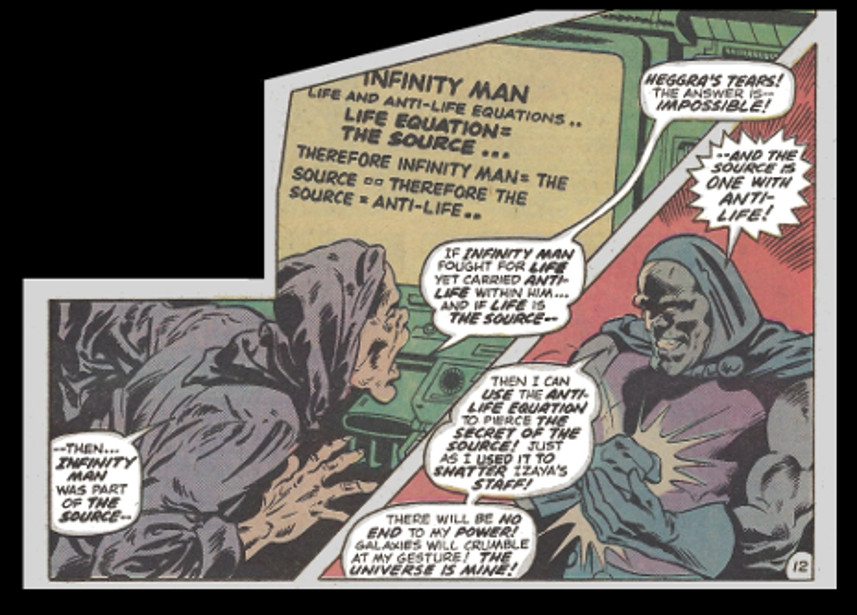 INFINITY MAN
LIFE AND ANTI-LIFE EQUATIONS..
LIFE EQUATION=
THE SOURCE ...
THEREFORE INFINITY MAN= THE
SOURCE -- THEREFORE THE
SOURCE = ANTI-LIFE..
--THEN...
INFINITY
MAN
WAS PART
OF THE
SOURCE--
IF INFINITY MAN
FOUGHT FOR LIFE
YET CARRIED ANTI-
LIFE WITHIN HIM...
AND IF LIFE IS
THE SOURCE--
HEGGRA'S TEARS!
THE ANSWER IS--
IMPOSSIBLE!
--AND THE
SOURCE IS
ONE WITH
ANTI-
LIFE!
THEN I CAN
USE THE ANTI-
LIFE EQUATION
TO PIERCE THE
SECRET OF THE
SOURCE! JUST
AS I USED IT TO
SHATTER IZAYA'S
STAFF!
THERE WILL BE NO
END TO MY POWER!
GALAXIES WILL CRUMBLE
AT MY GESTURE! THE
UNIVERSE IS MINE!
12